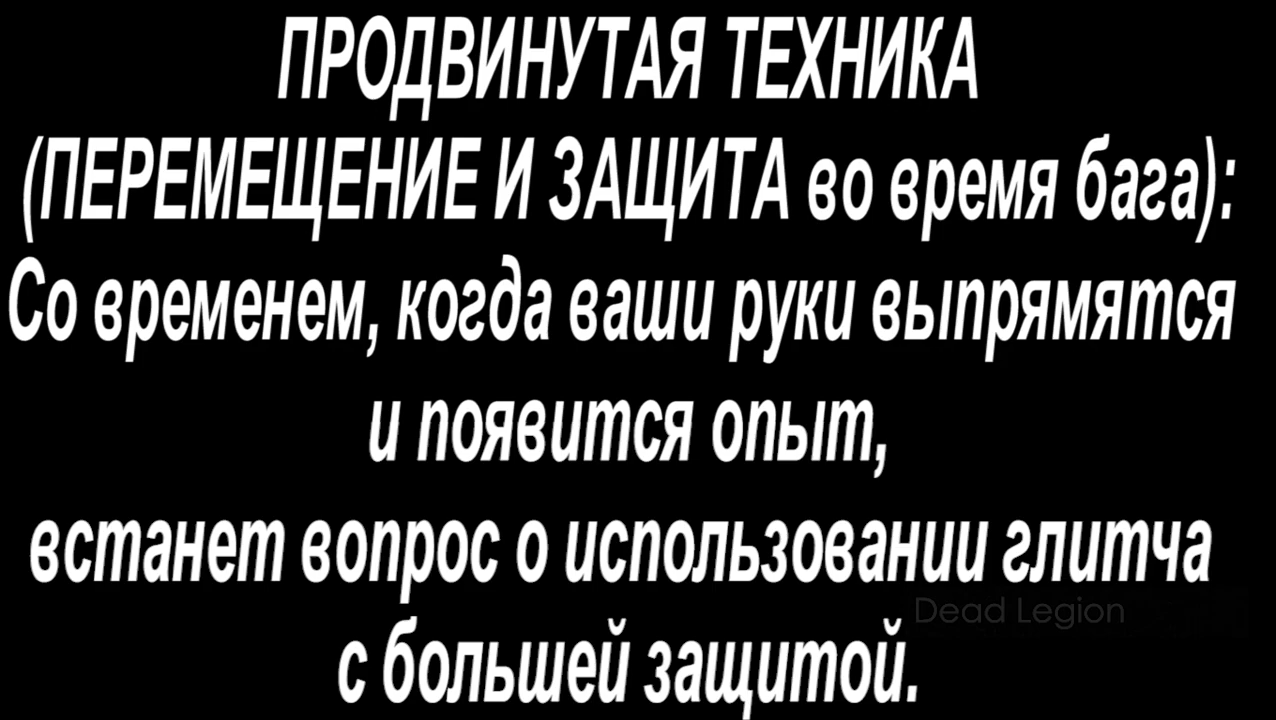 ПРОДВИНУТАЯ ТЕХНИКА
(ПЕРЕМЕЩЕНИЕ И ЗАЩИТА во время бага):
Со временем, когда ваши руки выпрямятся
и появится опыт,
встанет вопрос о использовании глитча
Dead Legion
с большей защитой.